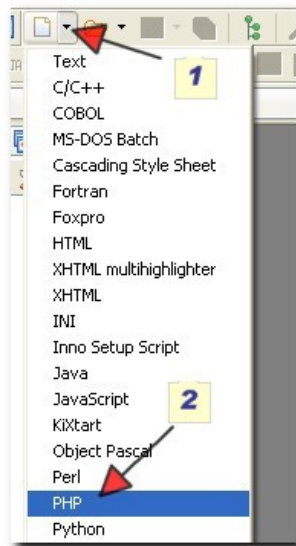 1
Text
C/C++
COBOL
MS-DOS Batch
Cascading Style Sheet
Fortran
Foxpro
HTML
XHTML multihighlighter
XHTML
INI
Inno Setup Script
Java
JavaScript
2
KiXtart
Object Pascal
Perl
PHP
Python